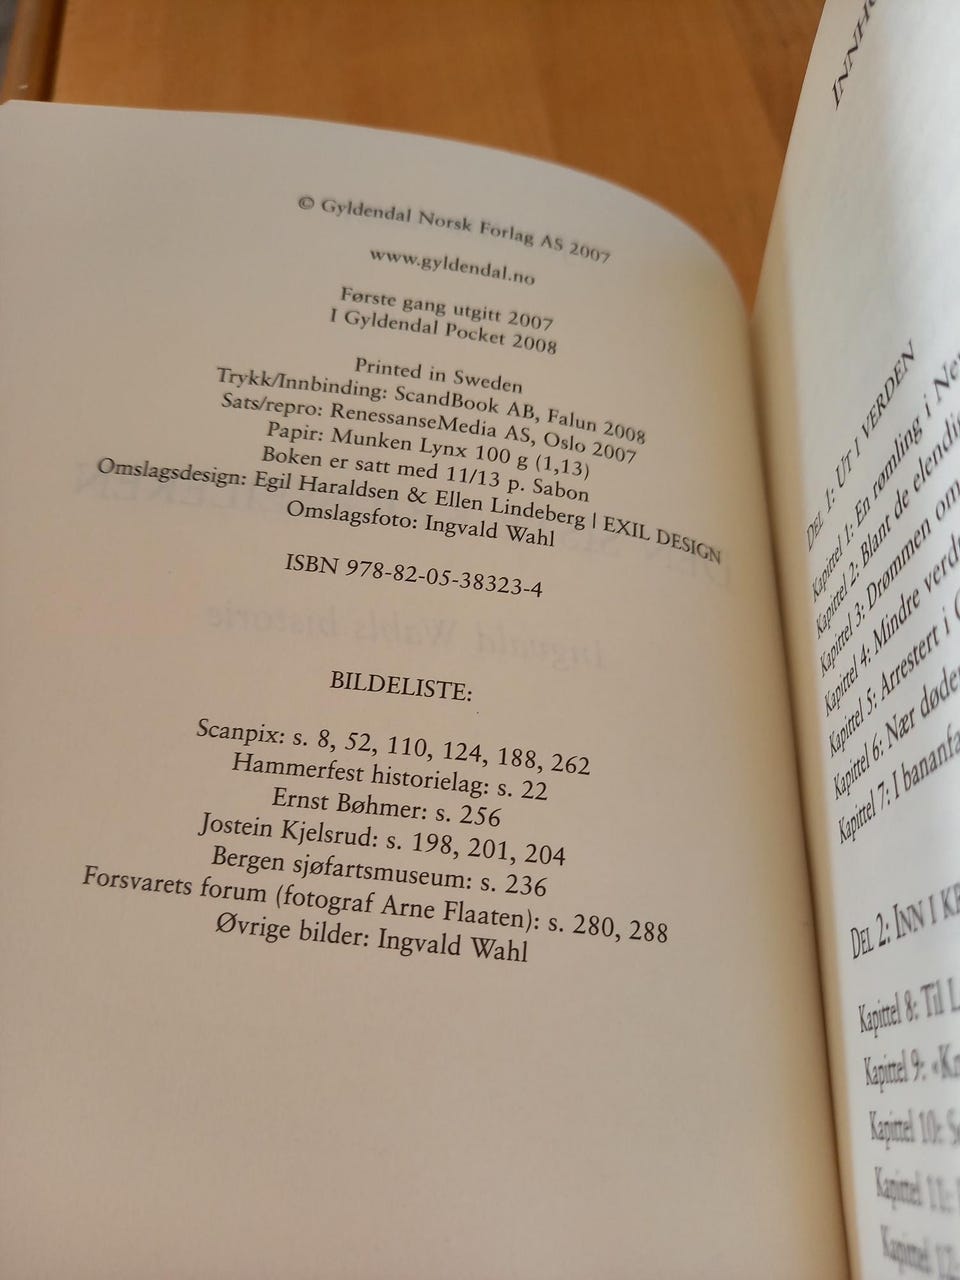 © Gyldendal Norsk Forlag AS 2007
www.gyldendal.no
Første gang utgitt 2007
I Gyldendal Pocket 2008
Printed in Sweden
Trykk/Innbinding: ScandBook AB, Falun 2008
Sats/repro: RenessanseMedia AS, Oslo 2007
Papir: Munken Lynx 100 g (1,13)
Boken er satt med 11/13 p. Sabon
Omslagsdesign: Egil Haraldsen & Ellen Lindeberg | EXIL DESIGN
Omslagsfoto: Ingvald Wahl
ISBN 978-82-05-38323-4
BILDELISTE:
Scanpix: s. 8, 52, 110, 124, 188, 262
Hammerfest historielag: s. 22
Ernst Bøhmer: s. 256
Jostein Kjelsrud: s. 198, 201, 204
Bergen sjøfartsmuseum: s. 236
Forsvarets forum (fotograf Arne Flaaten): s. 280, 288
Øvrige bilder: Ingvald Wahl
DEL 1: UT I VERDEN
Kapittel 1: En rømling i
Kapittel 2: Blant de
Kapittel 3: Drømmen om
Kapittel 4: Mindre
Kapittel 5: Arrestert i
Kapittel 6: Nær
Kapittel 7: I
DEL 2: INN I
Kapittel 8: Til
Kapittel 9:
Kapittel 10:
Kapittel 11:
Kapittel 12: